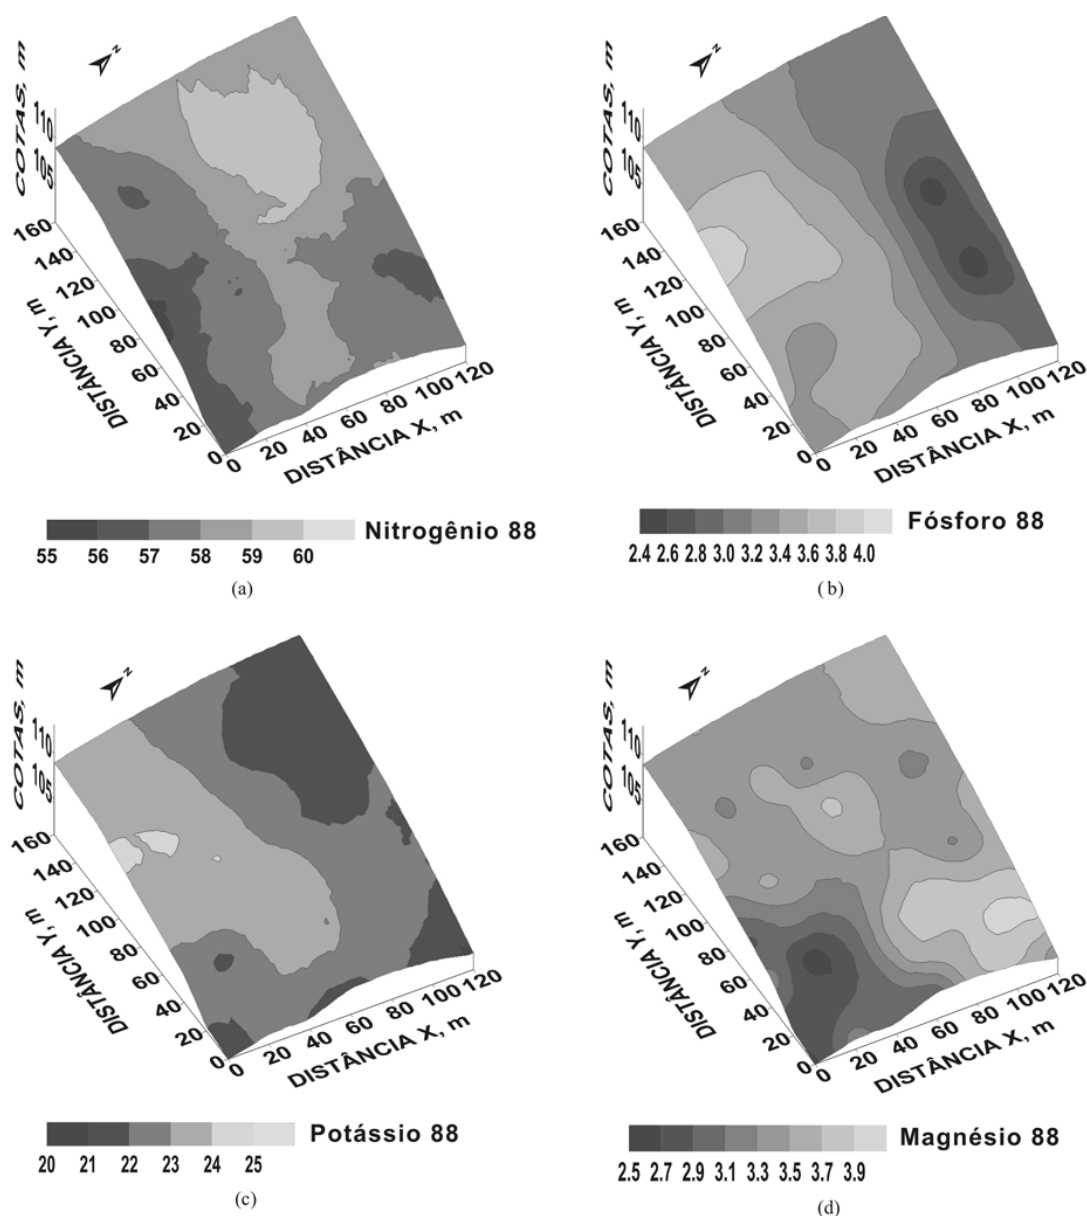 COTAS, m
110
105
N
160
140
120
100
80
60
40
20
0
DISTÂNCIA Y, m
0
20
40
60
80
100
120
DISTÂNCIA X, m
55 56 57 58 59 60
Nitrogênio 88
(a)
COTAS, m
110
105
N
160
140
120
100
80
60
40
20
0
DISTÂNCIA Y, m
0
20
40
60
80
100
120
DISTÂNCIA X, m
2.4 2.6 2.8 3.0 3.2 3.4 3.6 3.8 4.0
Fósforo 88
(b)
COTAS, m
110
105
N
160
140
120
100
80
60
40
20
0
DISTÂNCIA Y, m
0
20
40
60
80
100
120
DISTÂNCIA X, m
20 21 22 23 24 25
Potássio 88
(c)
COTAS, m
110
105
N
160
140
120
100
80
60
40
20
0
DISTÂNCIA Y, m
0
20
40
60
80
100
120
DISTÂNCIA X, m
2.5 2.7 2.9 3.1 3.3 3.5 3.7 3.9
Magnésio 88
(d)